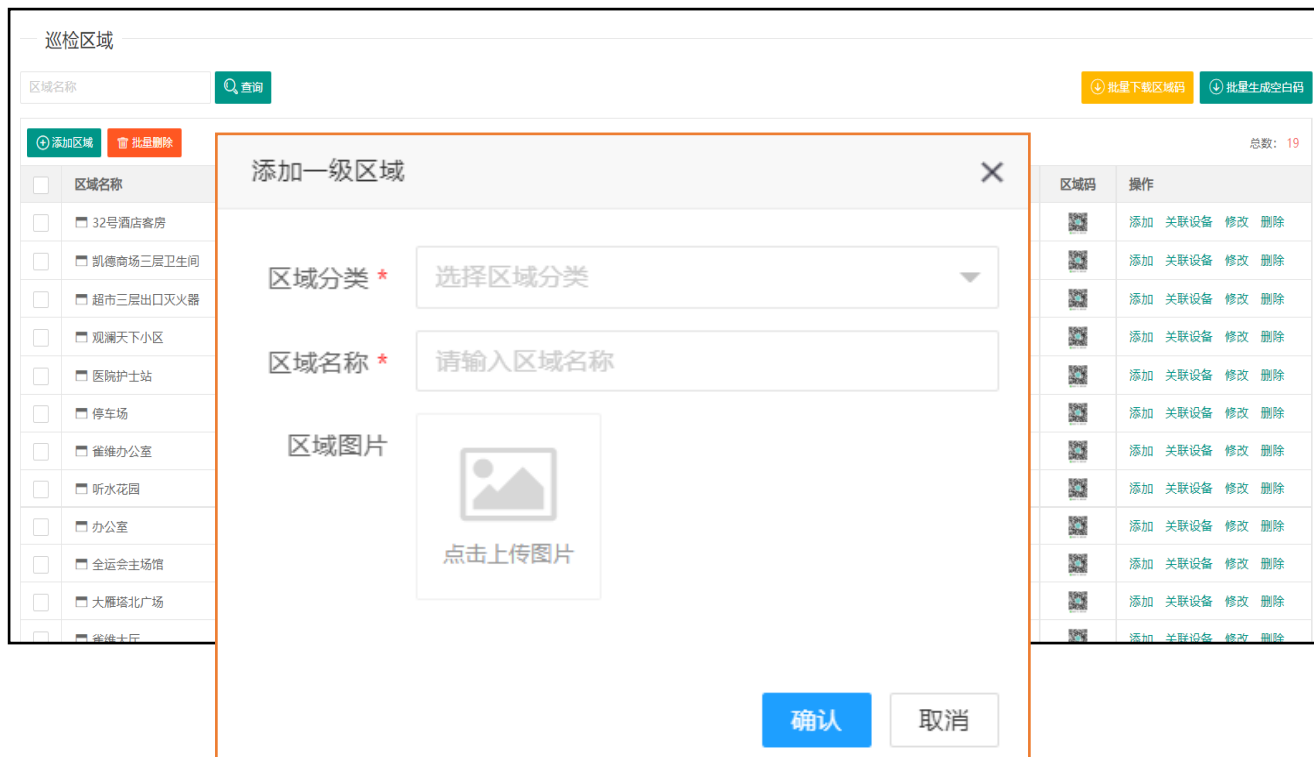 巡检区域
区域名称 查询 批量下载区域码 批量生成空白码
添加区域 批量删除 总数: 19
区域名称 区域码 操作
32号酒店客房 添加 关联设备 修改 删除
凯德商场三层卫生间 添加 关联设备 修改 删除
超市三层出口灭火器 添加 关联设备 修改 删除
观澜天下小区 添加 关联设备 修改 删除
医院护士站 添加 关联设备 修改 删除
停车场 添加 关联设备 修改 删除
雀维办公室 添加 关联设备 修改 删除
听水花园 添加 关联设备 修改 删除
办公室 添加 关联设备 修改 删除
全运会主场馆 添加 关联设备 修改 删除
大雁塔北广场 添加 关联设备 修改 删除
雀维大厅 添加 关联设备 修改 删除
添加一级区域
区域分类 * 选择区域分类
区域名称 * 请输入区域名称
区域图片
点击上传图片
确认 取消